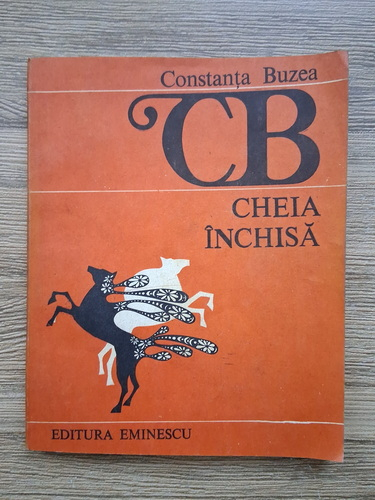 Constanța Buzea
CB
CHEIA
ÎNCHISĂ
EDITURA EMINESCU